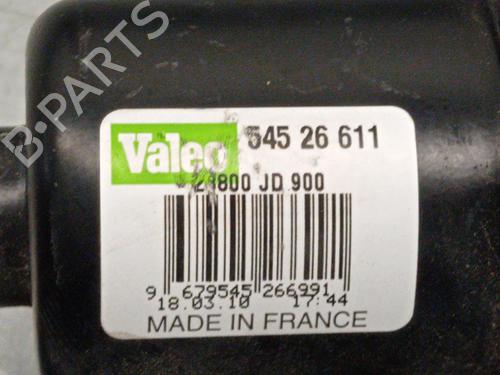 B-PARTS
Valeo 545 26 611
28800 JD 900
9 679545 266991
18.03.10 17:44
MADE IN FRANCE